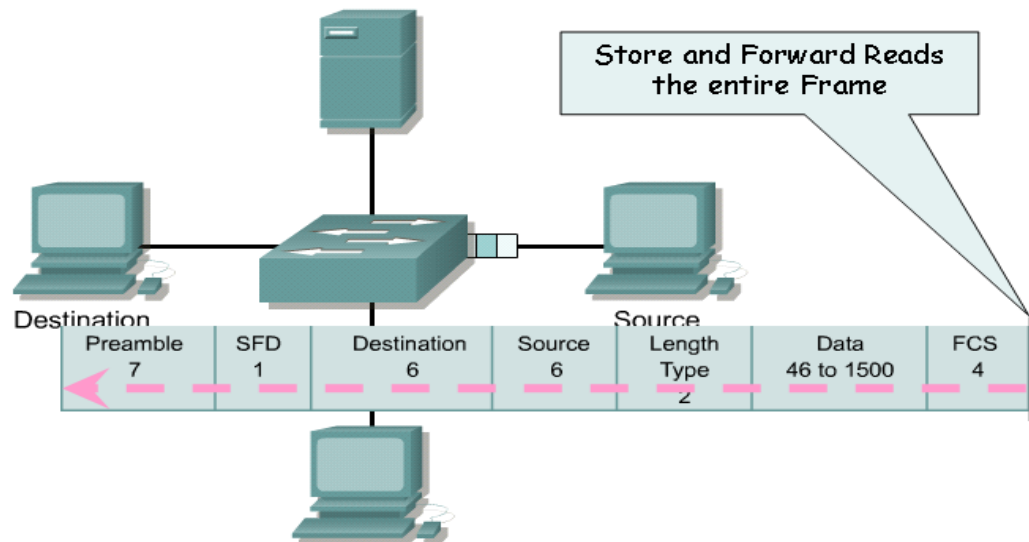 Store and Forward Reads
the entire Frame
Destination
Source
Preamble
7
SFD
1
Destination
6
Source
6
Length
Type
2
Data
46 to 1500
FCS
4